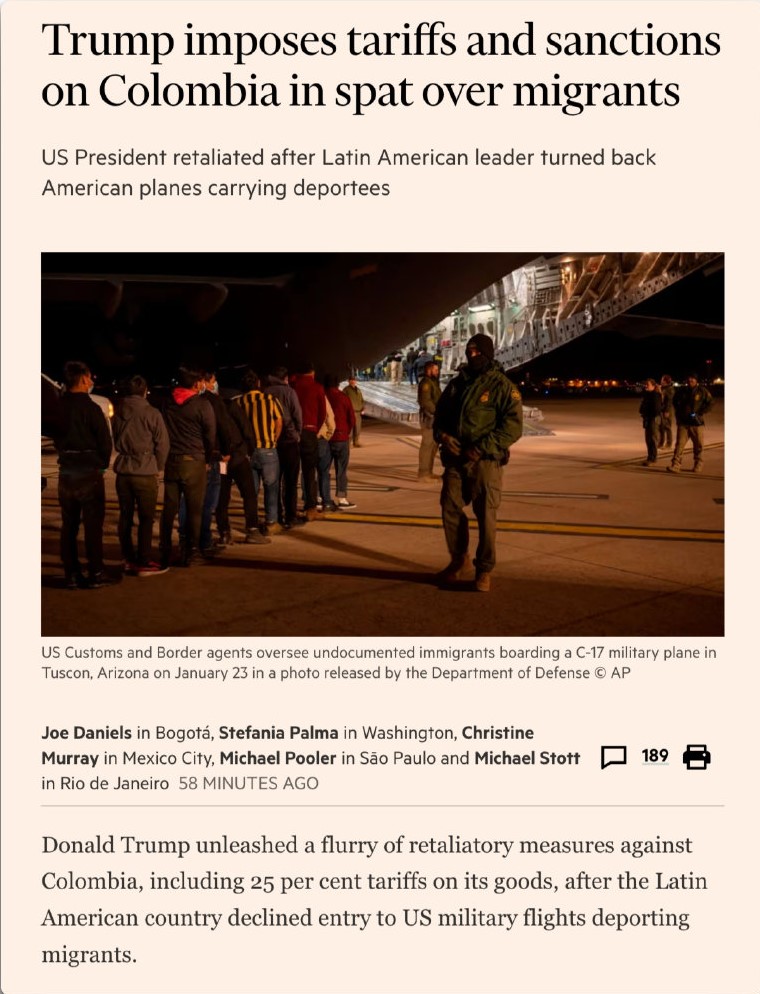 Trump imposes tariffs and sanctions
on Colombia in spat over migrants
US President retaliated after Latin American leader turned back
American planes carrying deportees
US Customs and Border agents oversee undocumented immigrants boarding a C-17 military plane in
Tuscon, Arizona on January 23 in a photo released by the Department of Defense © AP
Joe Daniels in Bogotá, Stefania Palma in Washington, Christine
Murray in Mexico City, Michael Pooler in São Paulo and Michael Stott
in Rio de Janeiro 58 MINUTES AGO
189
Donald Trump unleashed a flurry of retaliatory measures against
Colombia, including 25 per cent tariffs on its goods, after the Latin
American country declined entry to US military flights deporting
migrants.